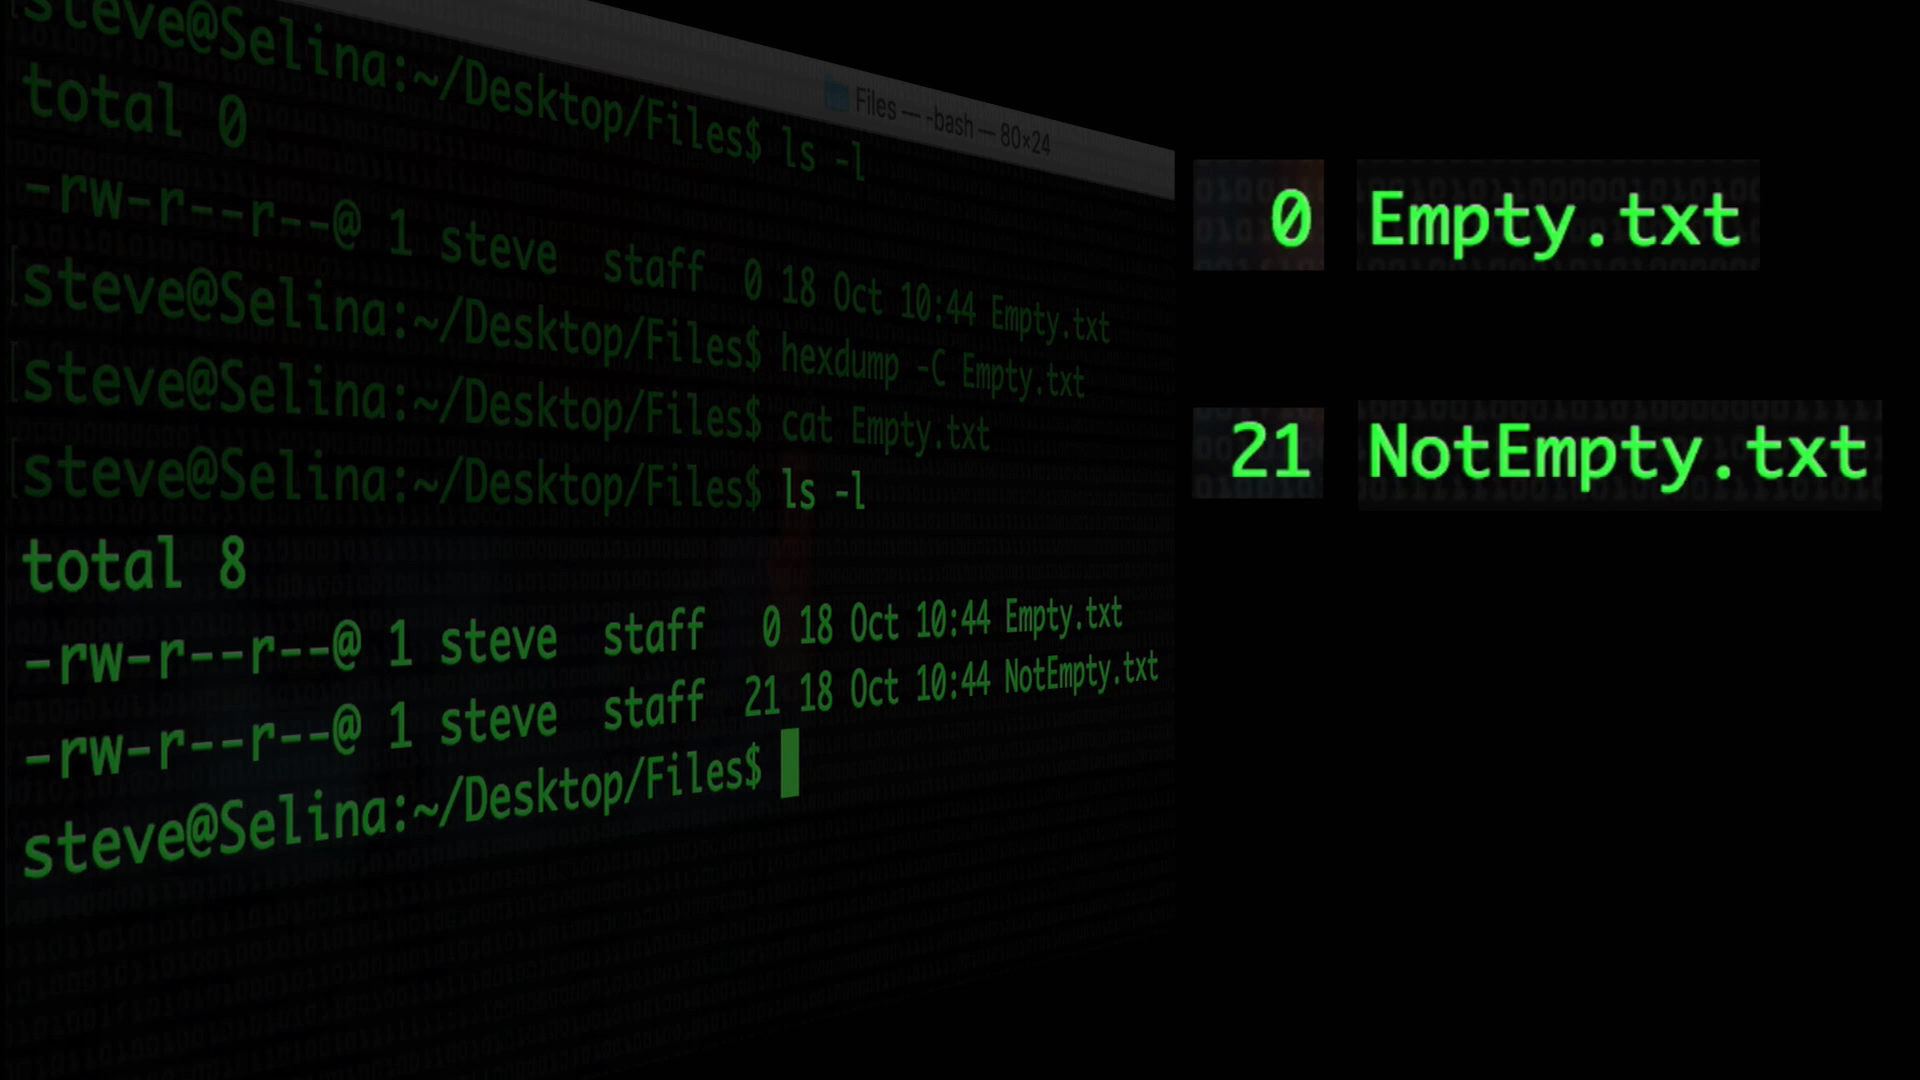 Files — -bash — 80×24
steve@Selina:~/Desktop/Files$ ls -l
total 0
-rw-r--r--@ 1 steve  staff  0 18 Oct 10:44 Empty.txt
[steve@Selina:~/Desktop/Files$ hexdump -C Empty.txt
[steve@Selina:~/Desktop/Files$ cat Empty.txt
[steve@Selina:~/Desktop/Files$ ls -l
total 8
-rw-r--r--@ 1 steve  staff   0 18 Oct 10:44 Empty.txt
-rw-r--r--@ 1 steve  staff  21 18 Oct 10:44 NotEmpty.txt
steve@Selina:~/Desktop/Files$
0 Empty.txt
21 NotEmpty.txt